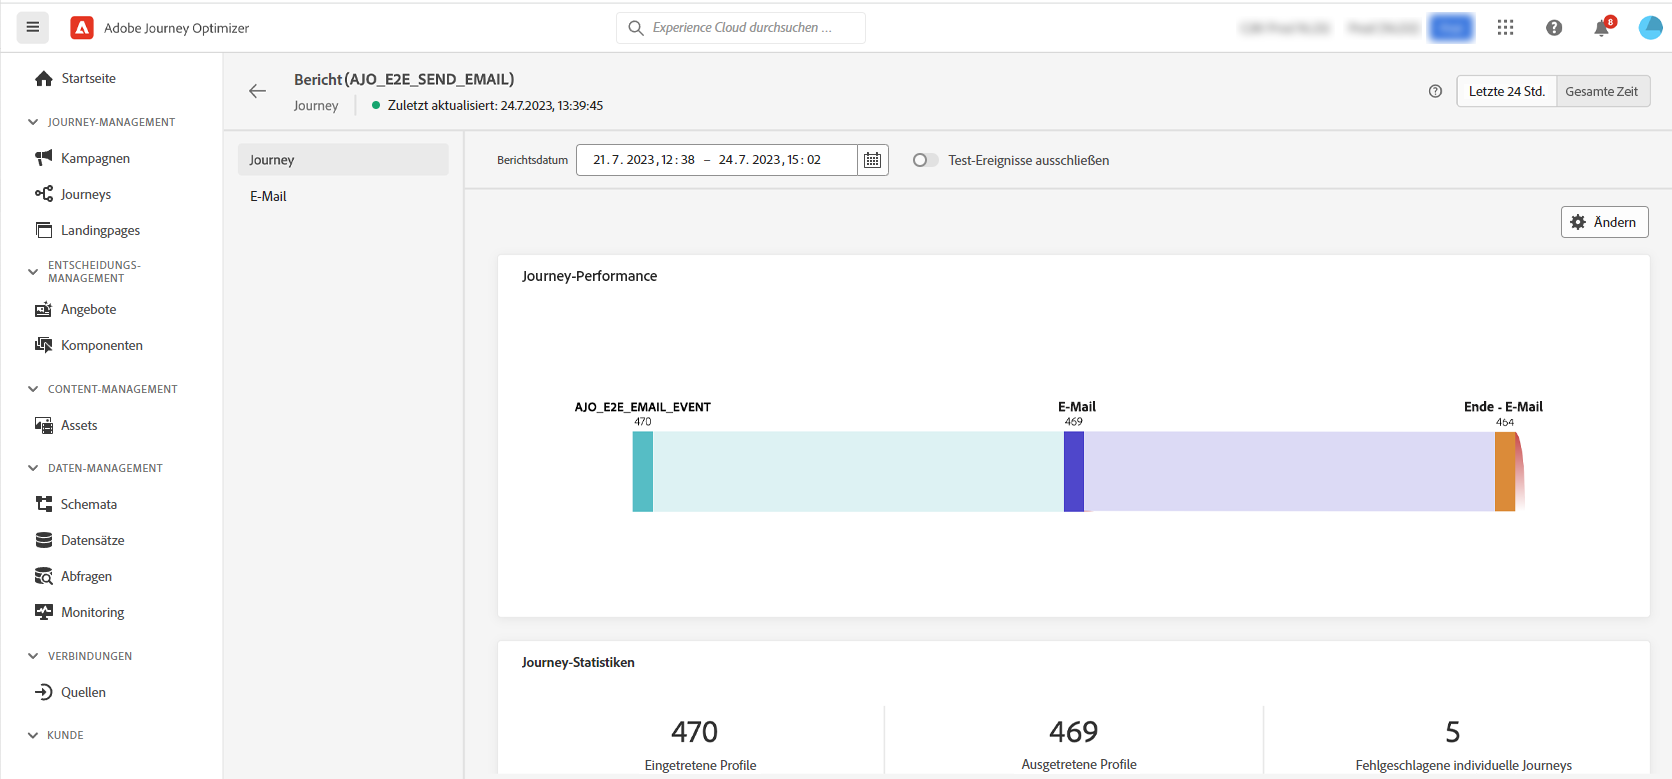 Adobe Journey Optimizer
Experience Cloud durchsuchen ...
8
Startseite
JOURNEY-MANAGEMENT
Kampagnen
Journeys
Landingpages
ENTSCHEIDUNGS-
MANAGEMENT
Angebote
Komponenten
CONTENT-MANAGEMENT
Assets
DATEN-MANAGEMENT
Schemata
Datensätze
Abfragen
Monitoring
VERBINDUNGEN
Quellen
KUNDE
Bericht (AJO_E2E_SEND_EMAIL)
Journey
Zuletzt aktualisiert: 24.7.2023, 13:39:45
Letzte 24 Std.
Gesamte Zeit
Journey
E-Mail
Berichtsdatum
21.7.2023,12:38 – 24.7.2023,15:02
Test-Ereignisse ausschließen
Ändern
Journey-Performance
AJO_E2E_EMAIL_EVENT
470
E-Mail
469
Ende - E-Mail
464
Journey-Statistiken
470
Eingetretene Profile
469
Ausgetretene Profile
5
Fehlgeschlagene individuelle Journeys